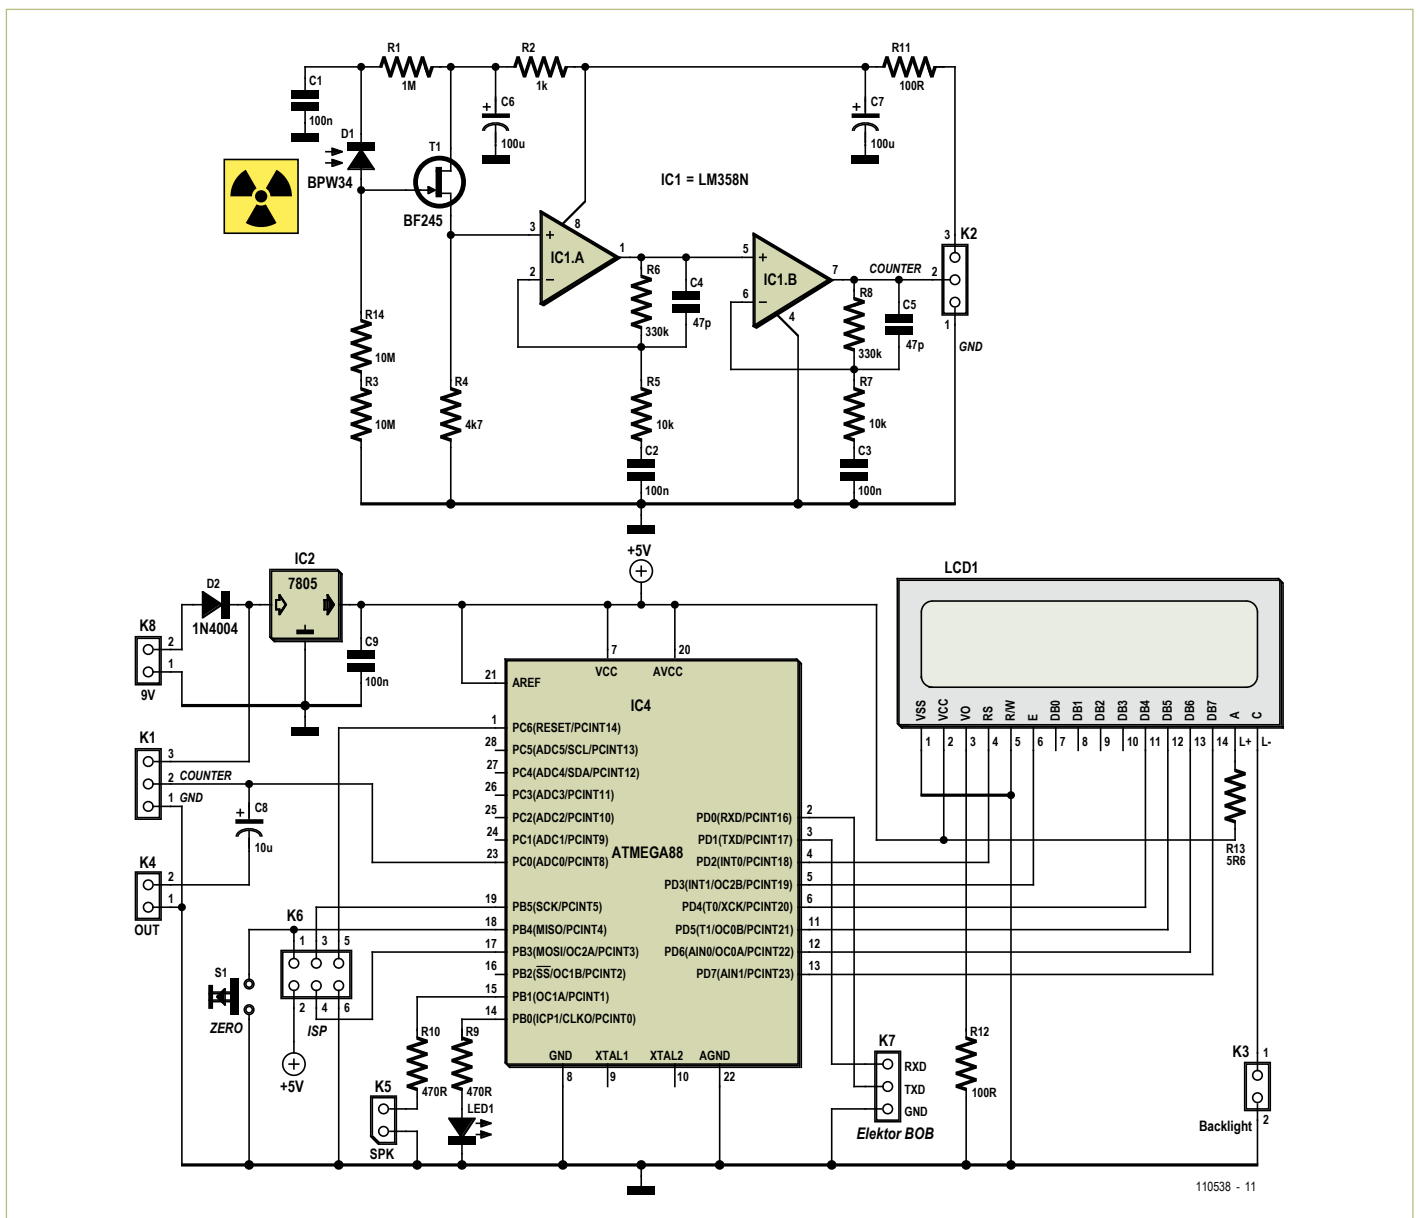 R1
1M
R2
1k
R11
100R
C1
100n
+
C6
100u
+
C7
100u
D1
BPW34
T1
BF245
IC1 = LM358N
3
+
2
–
IC1.A
8
1
R6
330k
C4
47p
5
+
6
–
IC1.B
4
7
COUNTER
R8
330k
C5
47p
3
K2
2
1
GND
R14
10M
R3
10M
R4
4k7
R5
10k
C2
100n
R7
10k
C3
100n
+5V
IC2
7805
D2
1N4004
K8
2
1
9V
C9
100n
K1
3
2
COUNTER
1
GND
+
C8
10u
K4
2
1
OUT
K6
1
3
5
2
4
6
ISP
+5V
S1
ZERO
R10
470R
R9
470R
LED1
K5
SPK
7
VCC
20
AVCC
21
AREF
IC4
1
PC6(RESET/PCINT14)
28
PC5(ADC5/SCL/PCINT13)
27
PC4(ADC4/SDA/PCINT12)
26
PC3(ADC3/PCINT11)
25
PC2(ADC2/PCINT10)
24
PC1(ADC1/PCINT9)
23
PC0(ADC0/PCINT8)
ATMEGA88
19
PB5(SCK/PCINT5)
18
PB4(MISO/PCINT4)
17
PB3(MOSI/OC2A/PCINT3)
16
PB2(SS/OC1B/PCINT2)
15
PB1(OC1A/PCINT1)
14
PB0(ICP1/CLKO/PCINT0)
PD0(RXD/PCINT16)
2
PD1(TXD/PCINT17)
3
PD2(INT0/PCINT18)
4
PD3(INT1/OC2B/PCINT19)
5
PD4(T0/XCK/PCINT20)
6
PD5(T1/OC0B/PCINT21)
11
PD6(AIN0/OC0A/PCINT22)
12
PD7(AIN1/PCINT23)
13
GND
XTAL1
XTAL2
AGND
8
9
10
22
LCD1
VSS
VCC
VO
RS
R/W
E
DB0
DB1
DB2
DB3
DB4
DB5
DB6
DB7
A
C
1
2
3
4
5
6
7
8
9
10
11
12
13
14
L+
L-
R13
5R6
K7
RXD
TXD
GND
Elektor BOB
R12
100R
K3
1
2
Backlight
110538 - 11